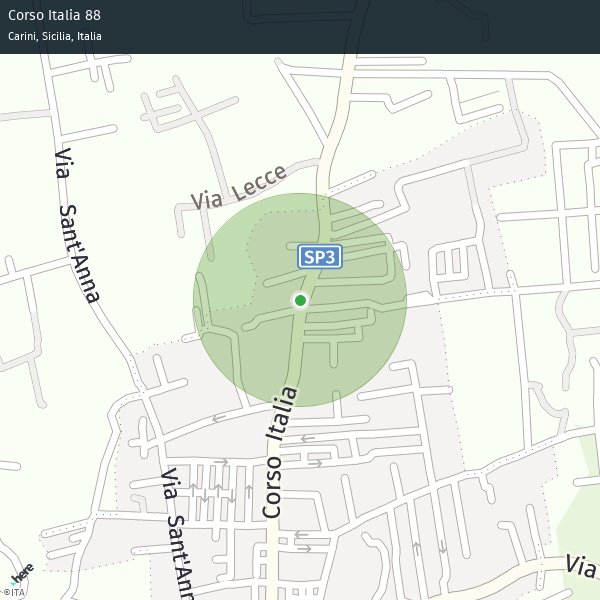 Corso Italia 88
Carini, Sicilia, Italia
Via Sant'Anna
Via Lecce
SP3
Corso Italia
Via Sant'Ann
Via
here
©ITA